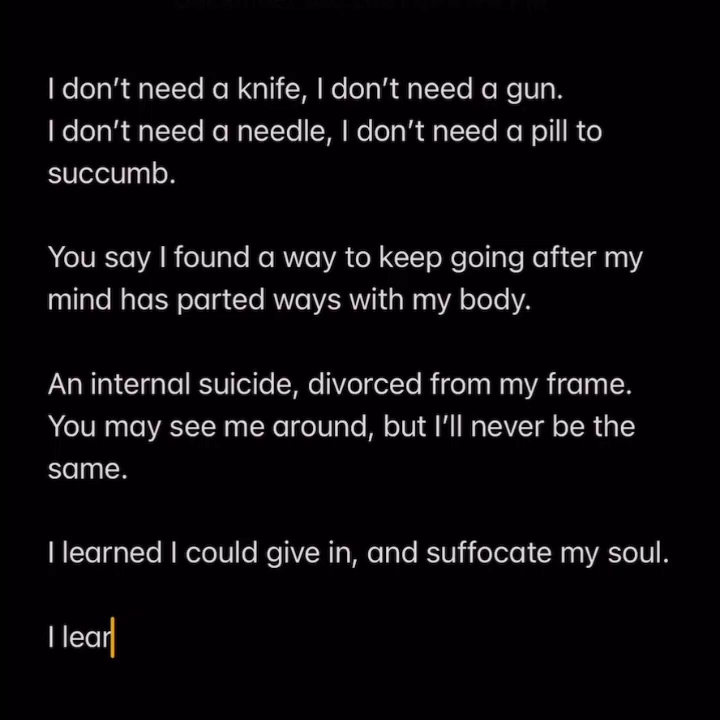 I don't need a knife, I don't need a gun.
I don't need a needle, I don't need a pill to
succumb.
You say I found a way to keep going after my
mind has parted ways with my body.
An internal suicide, divorced from my frame.
You may see me around, but I'll never be the
same.
I learned I could give in, and suffocate my soul.
I lear